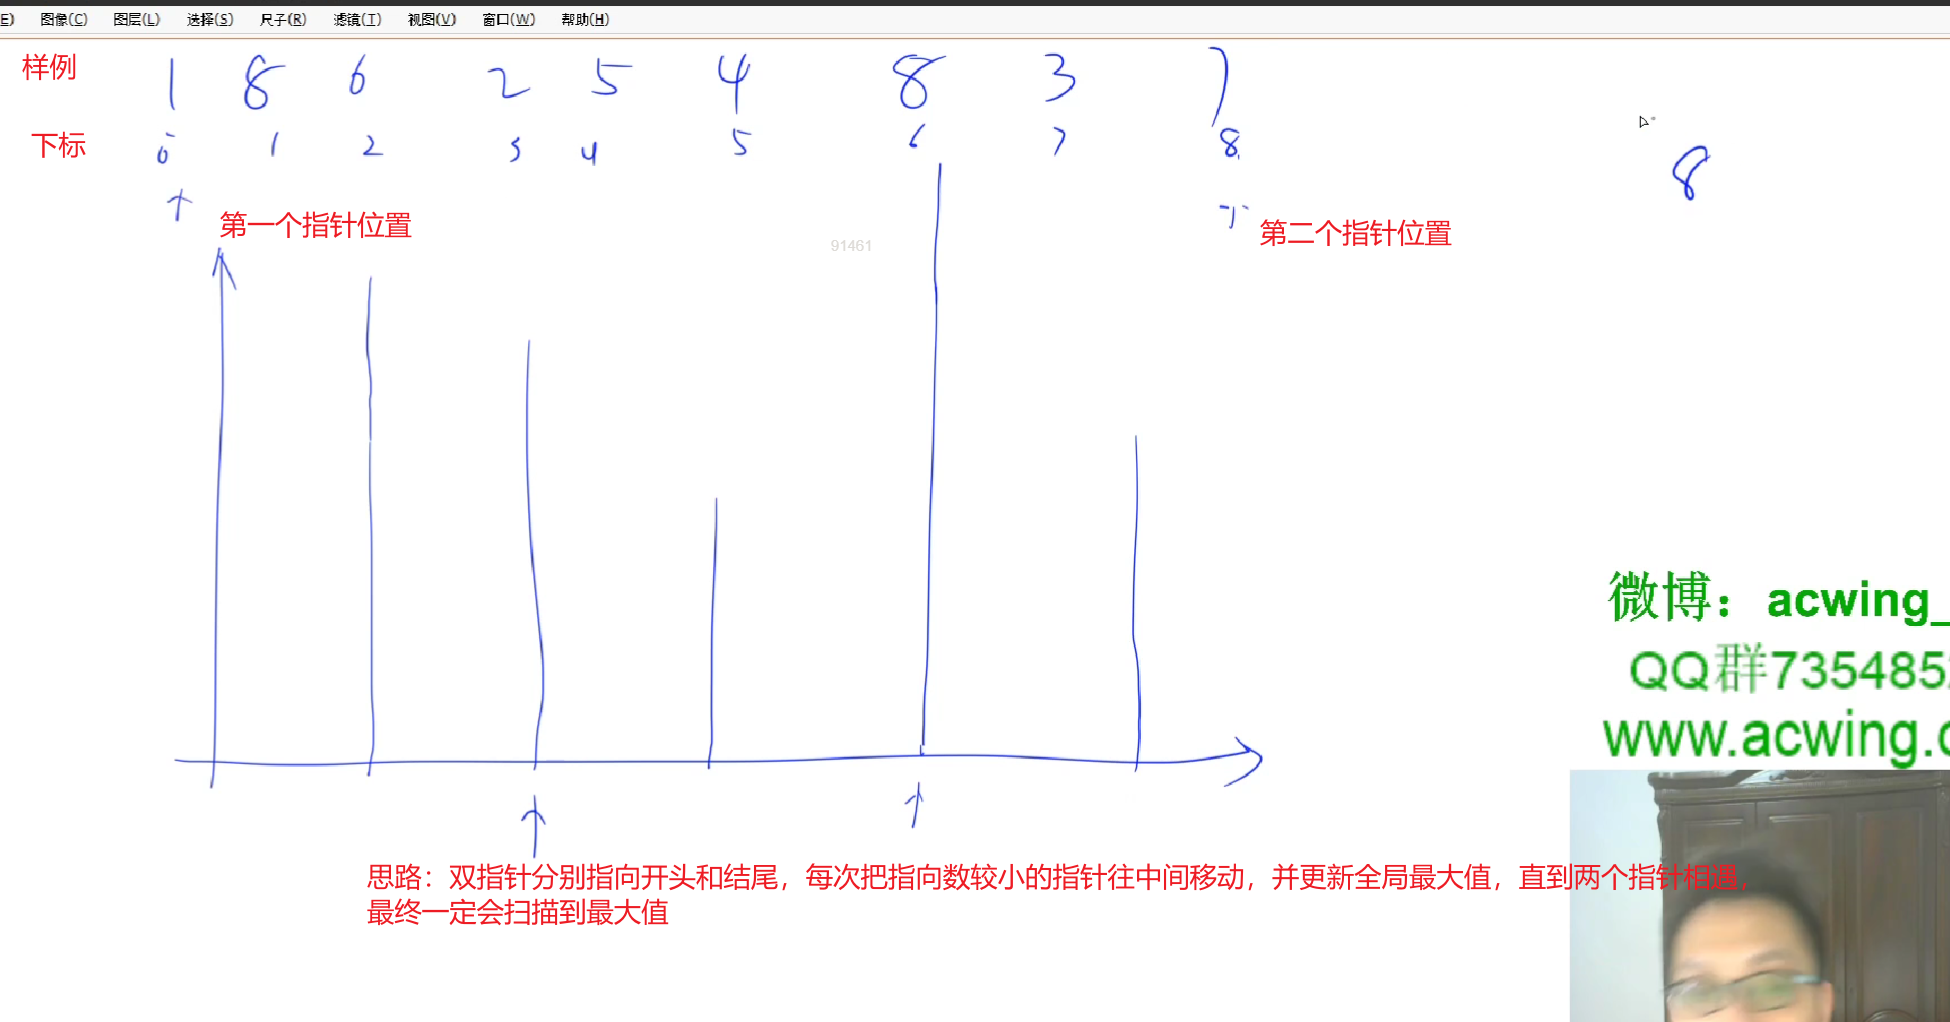 E) 图像(C) 图层(L) 选择(S) 尺子(R) 滤镜(T) 视图(V) 窗口(W) 帮助(H)
样例 1 8 6 2 5 4 8 3 7
下标 0 1 2 3 4 5 6 7 8
8
第一个指针位置
第二个指针位置
91461
微博：acwing_
QQ群735485
www.acwing.
思路：双指针分别指向开头和结尾，每次把指向数较小的指针往中间移动，并更新全局最大值，直到两个指针相遇，
最终一定会扫描到最大值